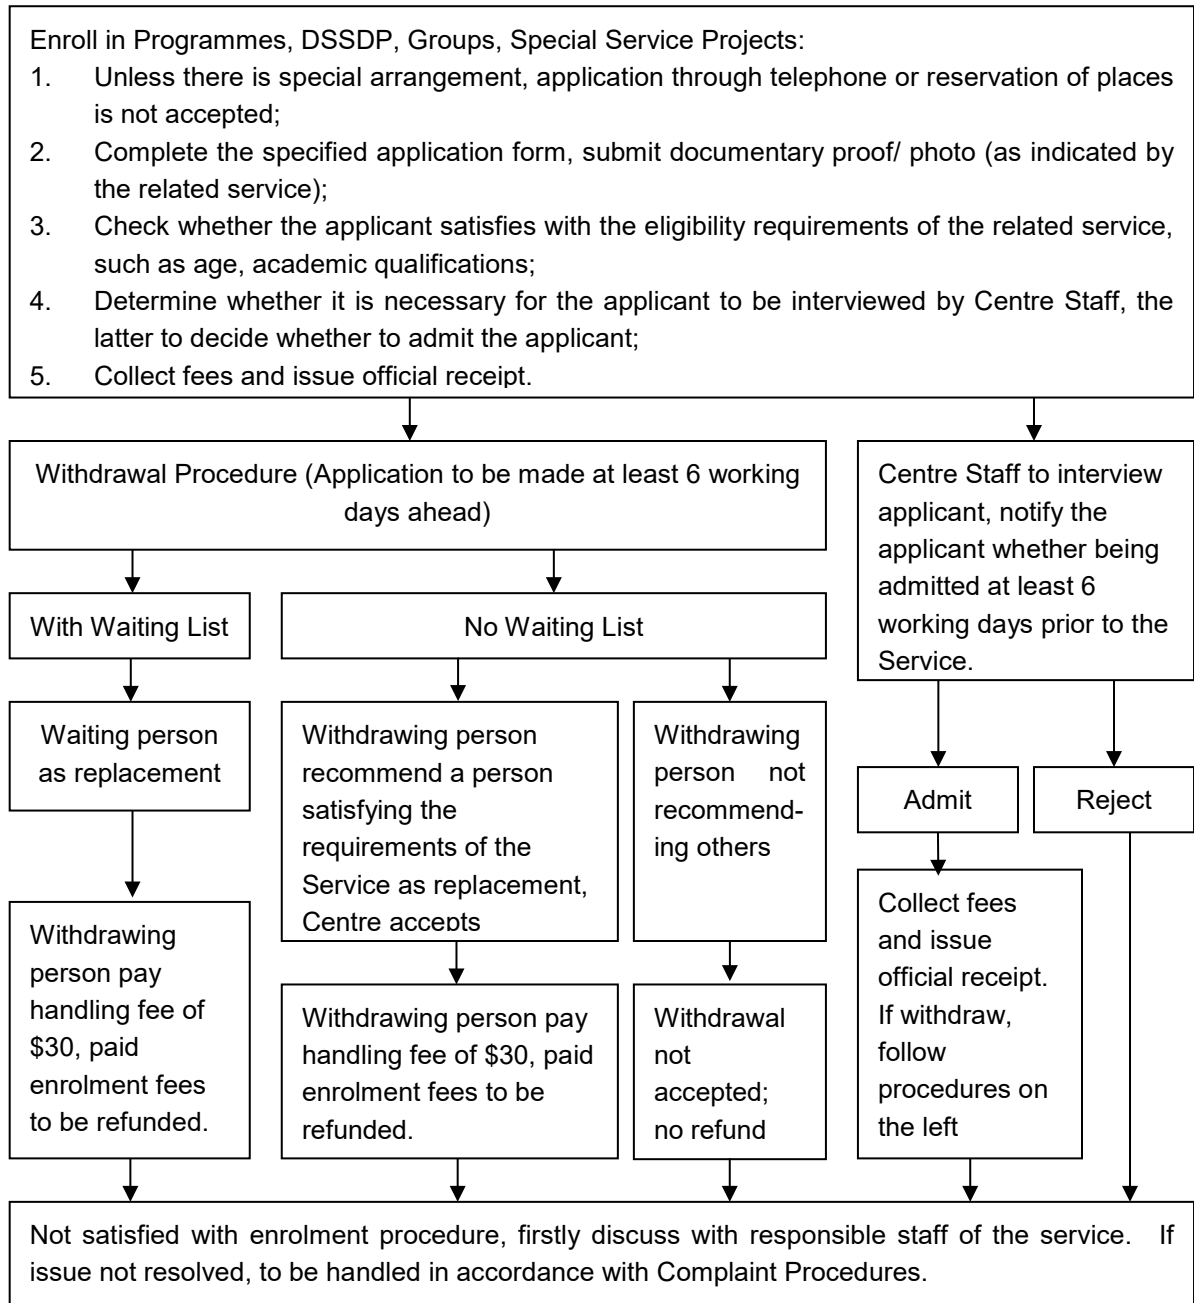 Enroll in Programmes, DSSDP, Groups, Special Service Projects:
1. Unless there is special arrangement, application through telephone or reservation of places
is not accepted;
2. Complete the specified application form, submit documentary proof/ photo (as indicated by
the related service);
3. Check whether the applicant satisfies with the eligibility requirements of the related service,
such as age, academic qualifications;
4. Determine whether it is necessary for the applicant to be interviewed by Centre Staff, the
latter to decide whether to admit the applicant;
5. Collect fees and issue official receipt.
Withdrawal Procedure (Application to be made at least 6 working
days ahead)
Centre Staff to interview
applicant, notify the
applicant whether being
admitted at least 6
working days prior to the
Service.
With Waiting List
No Waiting List
Waiting person
as replacement
Withdrawing person
recommend a person
satisfying the
requirements of the
Service as replacement,
Centre accepts
Withdrawing
person not
recommend-
ing others
Admit
Reject
Withdrawing
person pay
handling fee of
$30, paid
enrolment fees
to be refunded.
Withdrawing person pay
handling fee of $30, paid
enrolment fees to be
refunded.
Withdrawal
not
accepted;
no refund
Collect fees
and issue
official receipt.
If withdraw,
follow
procedures on
the left
Not satisfied with enrolment procedure, firstly discuss with responsible staff of the service. If
issue not resolved, to be handled in accordance with Complaint Procedures.